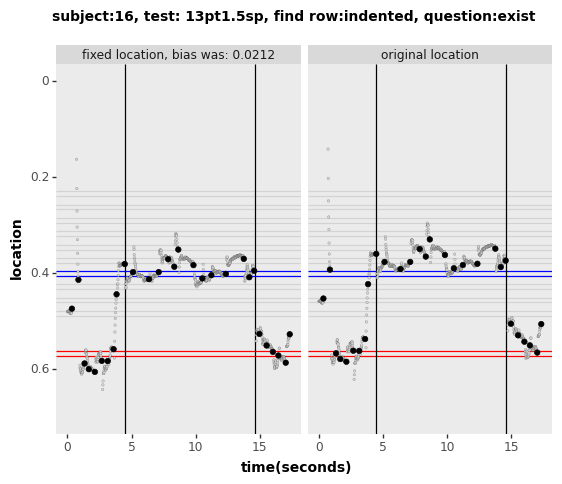 subject:16, test: 13pt1.5sp, find row:indented, question:exist
fixed location, bias was: 0.0212
original location
location
0
0.2
0.4
0.6
0
5
10
15
0
5
10
15
time(seconds)